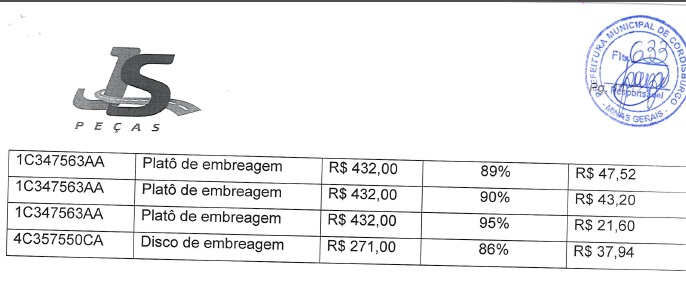 JS
PEÇAS
PREFEITURA MUNICIPAL DE CORDISBURGO
Fls 633
Responsável
- MINAS GERAIS -
1C347563AA Platô de embreagem R$ 432,00 89% R$ 47,52
1C347563AA Platô de embreagem R$ 432,00 90% R$ 43,20
1C347563AA Platô de embreagem R$ 432,00 95% R$ 21,60
4C357550CA Disco de embreagem R$ 271,00 86% R$ 37,94